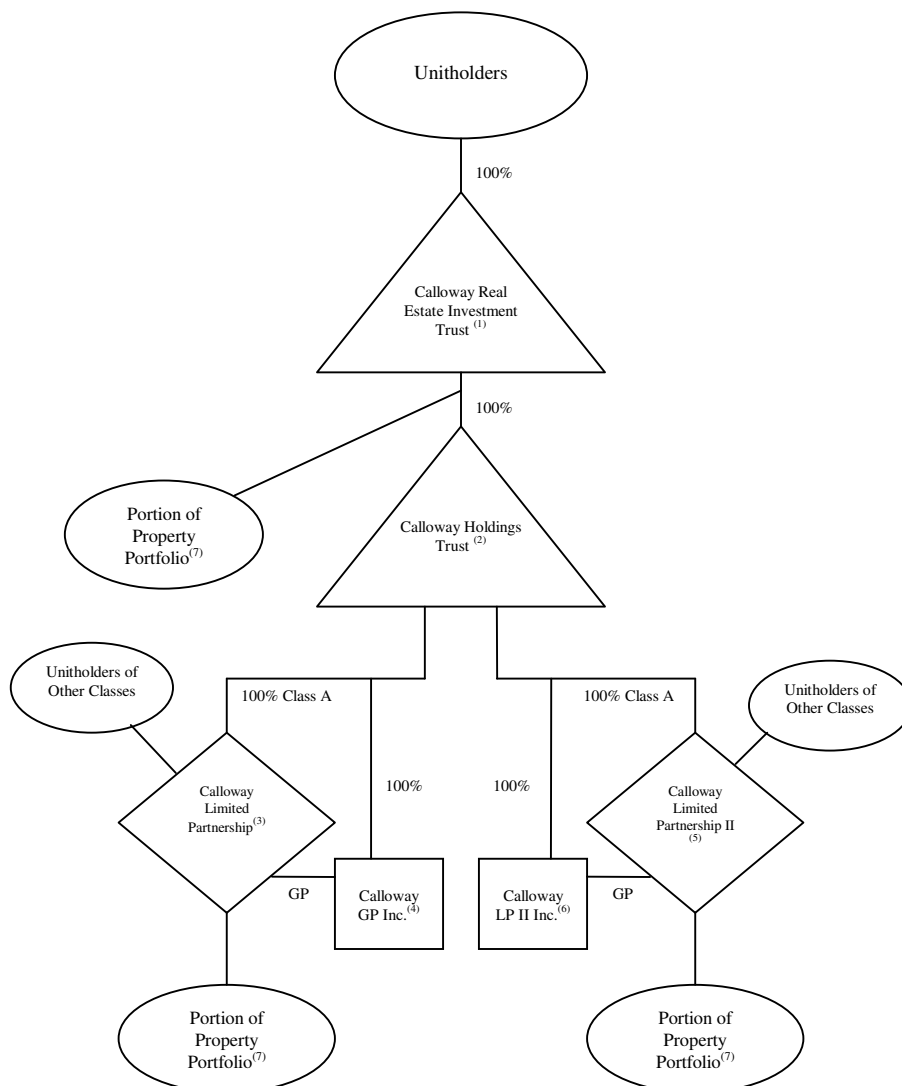 Unitholders
100%
Calloway Real
Estate Investment
Trust (1)
100%
Portion of
Property
Portfolio(7)
Calloway Holdings
Trust (2)
Unitholders of
Other Classes
100% Class A
100% Class A
Unitholders of
Other Classes
100%
100%
Calloway
Limited
Partnership(3)
Calloway
Limited
Partnership II
(5)
GP
Calloway
GP Inc.(4)
Calloway
LP II Inc.(6)
GP
Portion of
Property
Portfolio(7)
Portion of
Property
Portfolio(7)